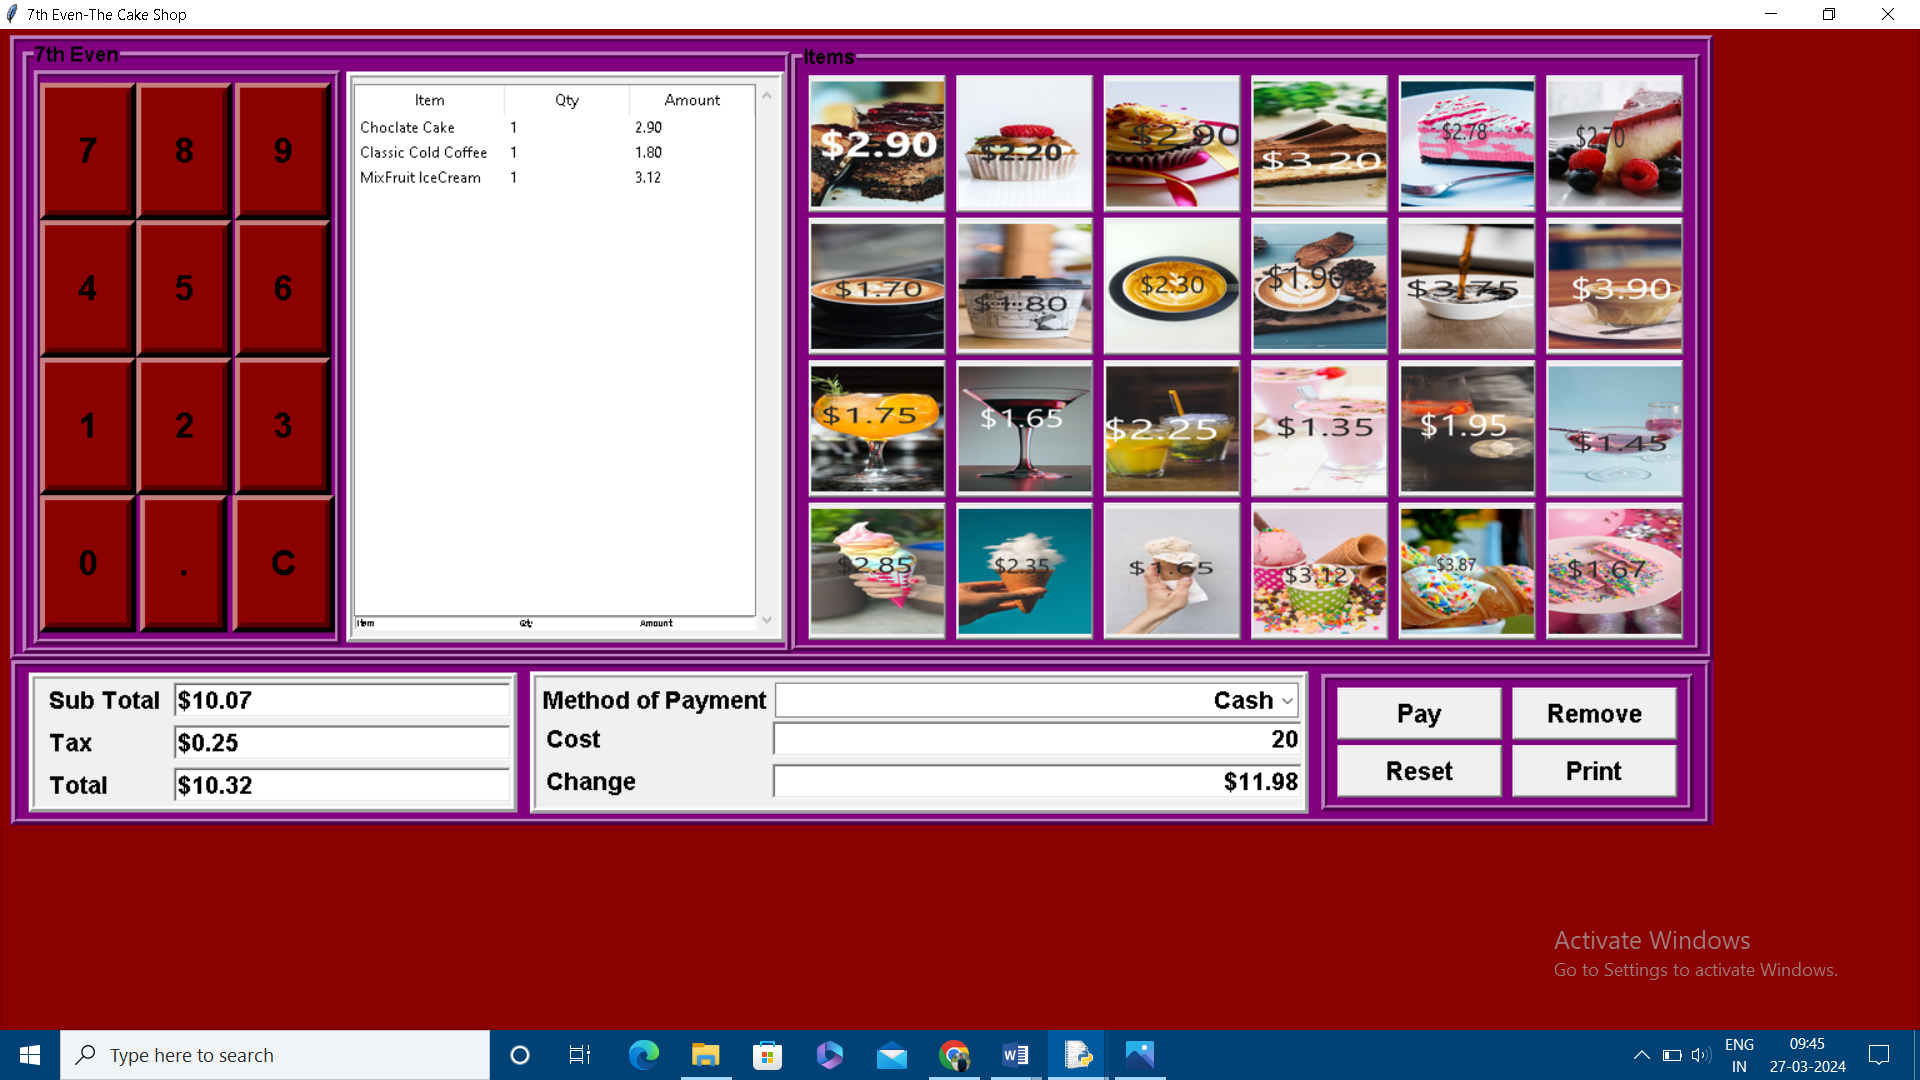 7th Even-The Cake Shop
7th Even
Items
7 8 9
4 5 6
1 2 3
0 . C
Item Qty Amount
Choclate Cake 1 2.90
Classic Cold Coffee 1 1.80
MixFruit IceCream 1 3.12
Item Qty Amount
$2.90 $2.20 $2.90 $3.20 $2.78 $2.70
$1.70 $1.80 $2.30 $1.90 $3.75 $3.90
$1.75 $1.65 $2.25 $1.35 $1.95 $1.45
$2.85 $2.35 $1.65 $3.12 $3.87 $1.67
Sub Total $10.07
Tax $0.25
Total $10.32
Method of Payment Cash
Cost 20
Change $11.98
Pay Remove
Reset Print
Activate Windows
Go to Settings to activate Windows.
Type here to search
ENG
IN
09:45
27-03-2024